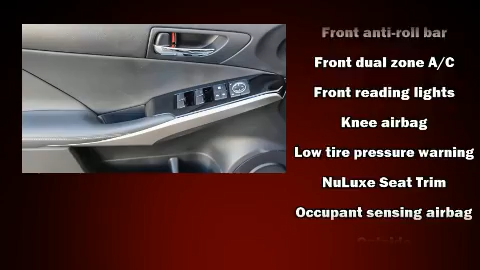 Front anti-roll bar
Front dual zone A/C
Front reading lights
Knee airbag
Low tire pressure warning
NuLuxe Seat Trim
Occupant sensing airbag